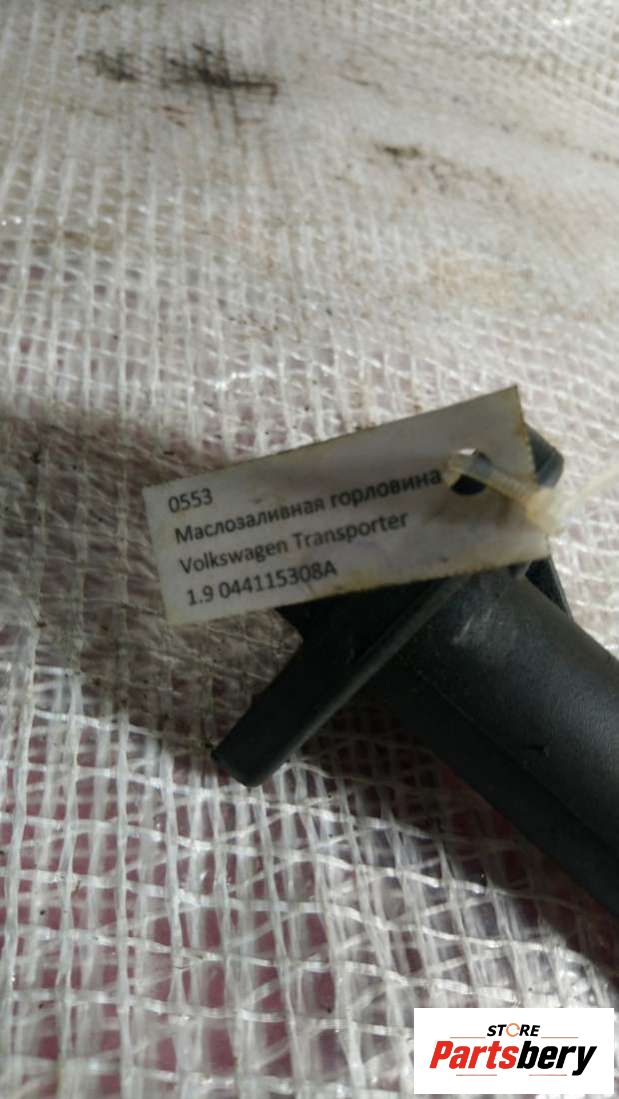 0553
Маслозаливная горловина
Volkswagen Transporter
1.9 044115308A
STORE
Partsbery